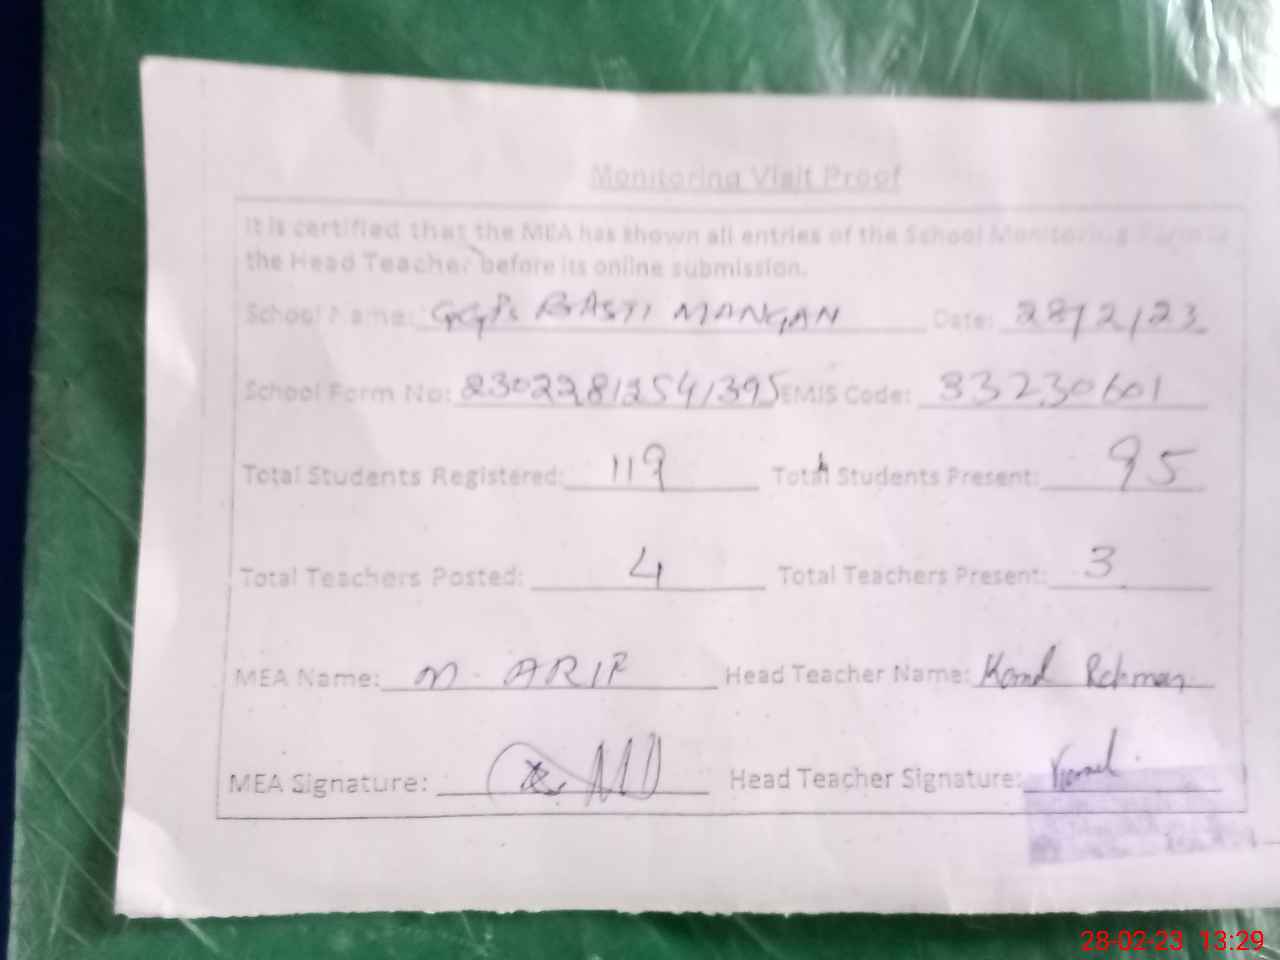 Monitoring Visit Proof
It is certified that the MEA has shown all entries of the School Monitoring Form to
the Head Teacher before its online submission.
School Name: GGPS BASTI MANGAN Date: 28/2/23
School Form No: 23022812541395 EMIS Code: 33230601
Total Students Registered: 119 Total Students Present: 95
Total Teachers Posted: 4 Total Teachers Present: 3
MEA Name: M. ARIF Head Teacher Name: Komal Rehman
MEA Signature: Head Teacher Signature: Komal
28-02-23 13:29